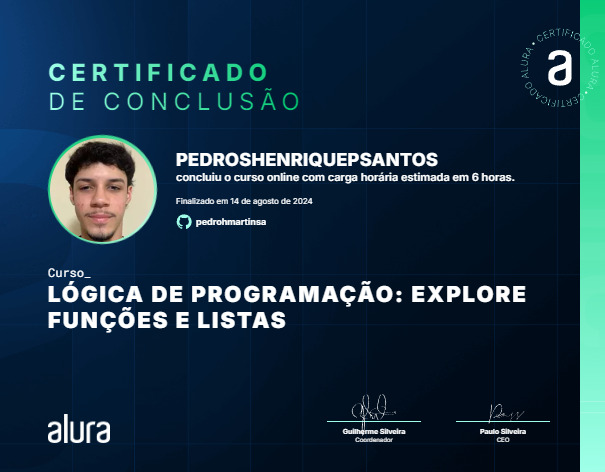 CERTIFICADO
DE CONCLUSÃO
CERTIFICADO ALURA • CERTIFICADO ALURA •
a
PEDROSHENRIQUEPSANTOS
concluiu o curso online com carga horária estimada em 6 horas.
Finalizado em 14 de agosto de 2024
pedrohmartinsa
Curso_
LÓGICA DE PROGRAMAÇÃO: EXPLORE
FUNÇÕES E LISTAS
alura
Guilherme Silveira
Coordenador
Paulo Silveira
CEO